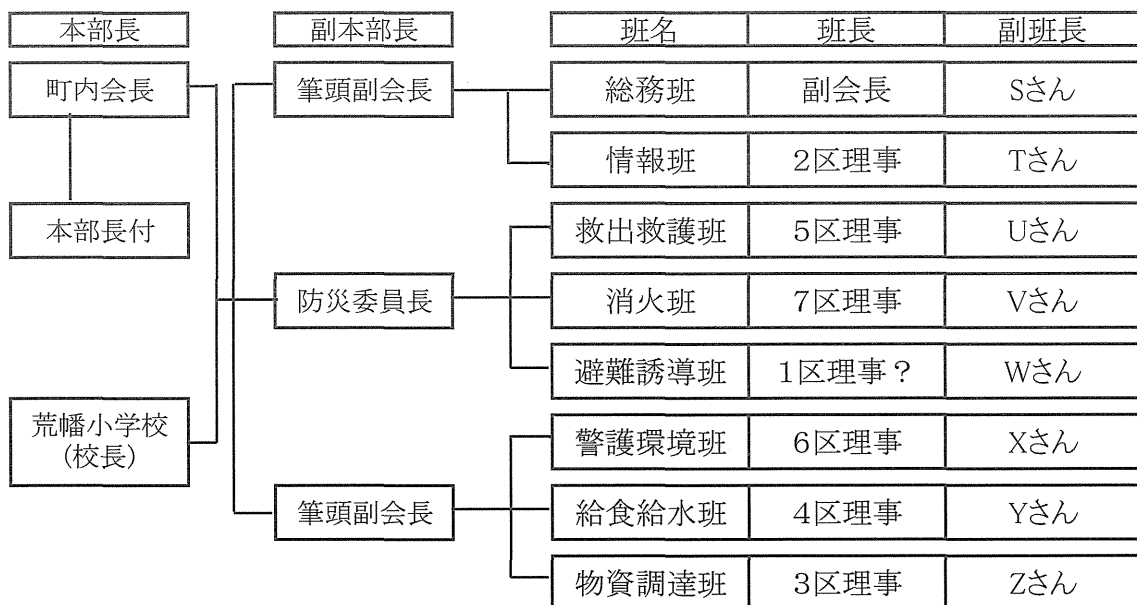 本部長 副本部長 班名 班長 副班長
町内会長 筆頭副会長 総務班 副会長 Sさん
情報班 2区理事 Tさん
本部長付 救出救護班 5区理事 Uさん
防災委員長 消火班 7区理事 Vさん
避難誘導班 1区理事？ Wさん
荒幡小学校
(校長)
警護環境班 6区理事 Xさん
筆頭副会長 給食給水班 4区理事 Yさん
物資調達班 3区理事 Zさん